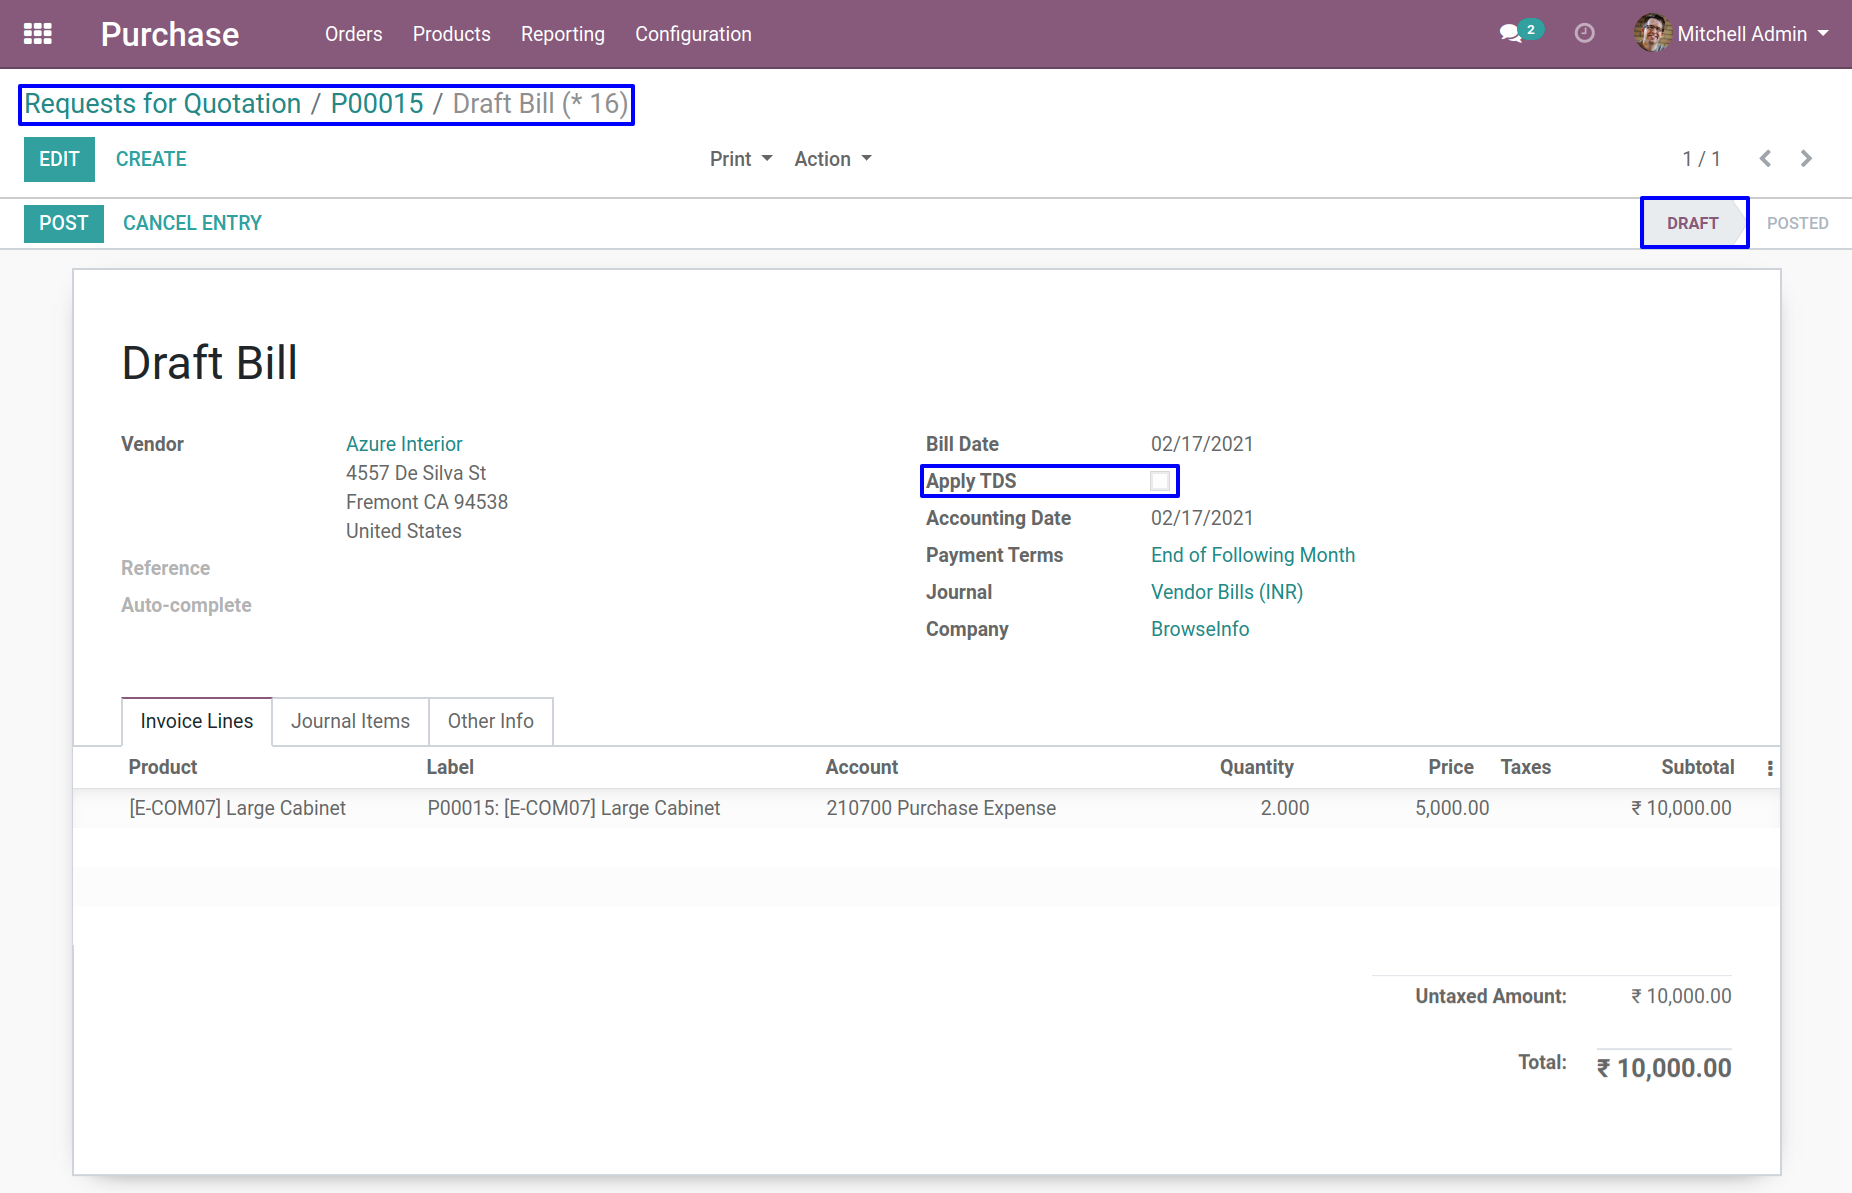 Purchase Orders Products Reporting Configuration 2 Mitchell Admin
Requests for Quotation / P00015 / Draft Bill (* 16)
EDIT CREATE Print Action 1 / 1
POST CANCEL ENTRY DRAFT POSTED
Draft Bill
Vendor Azure Interior Bill Date 02/17/2021
4557 De Silva St Apply TDS
Fremont CA 94538 Accounting Date 02/17/2021
United States
Payment Terms End of Following Month
Reference
Journal Vendor Bills (INR)
Auto-complete
Company BrowseInfo
Invoice Lines Journal Items Other Info
Product Label Account Quantity Price Taxes Subtotal
[E-COM07] Large Cabinet P00015: [E-COM07] Large Cabinet 210700 Purchase Expense 2.000 5,000.00 ₹ 10,000.00
Untaxed Amount: ₹ 10,000.00
Total: ₹ 10,000.00